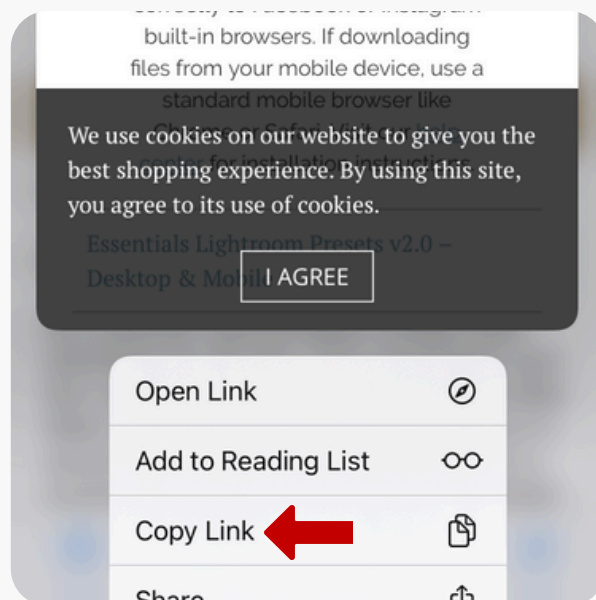 built-in browsers. If downloading
files from your mobile device, use a
standard mobile browser like
We use cookies on our website to give you the
best shopping experience. By using this site,
you agree to its use of cookies.
Essentials Lightroom Presets v2.0 –
Desktop & Mobile
I AGREE
Open Link
Add to Reading List
Copy Link
Share